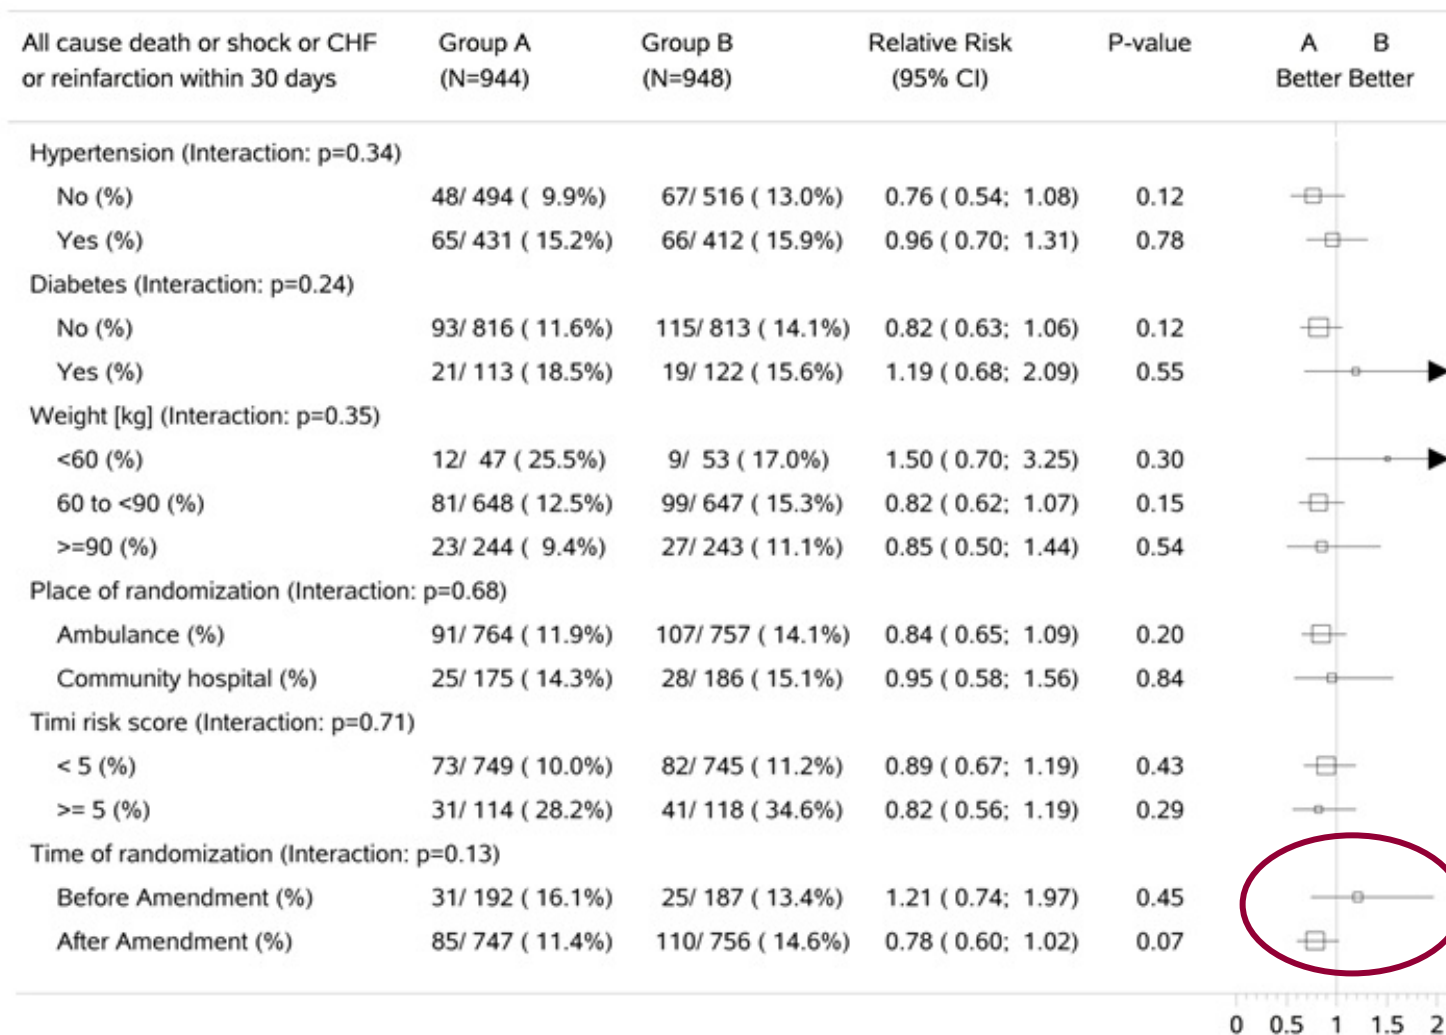 All cause death or shock or CHF Group A Group B Relative Risk P-value A B
or reinfarction within 30 days (N=944) (N=948) (95% CI) Better Better
Hypertension (Interaction: p=0.34)
No (%) 48/ 494 ( 9.9%) 67/ 516 ( 13.0%) 0.76 ( 0.54; 1.08) 0.12
Yes (%) 65/ 431 ( 15.2%) 66/ 412 ( 15.9%) 0.96 ( 0.70; 1.31) 0.78
Diabetes (Interaction: p=0.24)
No (%) 93/ 816 ( 11.6%) 115/ 813 ( 14.1%) 0.82 ( 0.63; 1.06) 0.12
Yes (%) 21/ 113 ( 18.5%) 19/ 122 ( 15.6%) 1.19 ( 0.68; 2.09) 0.55
Weight [kg] (Interaction: p=0.35)
<60 (%) 12/ 47 ( 25.5%) 9/ 53 ( 17.0%) 1.50 ( 0.70; 3.25) 0.30
60 to <90 (%) 81/ 648 ( 12.5%) 99/ 647 ( 15.3%) 0.82 ( 0.62; 1.07) 0.15
>=90 (%) 23/ 244 ( 9.4%) 27/ 243 ( 11.1%) 0.85 ( 0.50; 1.44) 0.54
Place of randomization (Interaction: p=0.68)
Ambulance (%) 91/ 764 ( 11.9%) 107/ 757 ( 14.1%) 0.84 ( 0.65; 1.09) 0.20
Community hospital (%) 25/ 175 ( 14.3%) 28/ 186 ( 15.1%) 0.95 ( 0.58; 1.56) 0.84
Timi risk score (Interaction: p=0.71)
< 5 (%) 73/ 749 ( 10.0%) 82/ 745 ( 11.2%) 0.89 ( 0.67; 1.19) 0.43
>= 5 (%) 31/ 114 ( 28.2%) 41/ 118 ( 34.6%) 0.82 ( 0.56; 1.19) 0.29
Time of randomization (Interaction: p=0.13)
Before Amendment (%) 31/ 192 ( 16.1%) 25/ 187 ( 13.4%) 1.21 ( 0.74; 1.97) 0.45
After Amendment (%) 85/ 747 ( 11.4%) 110/ 756 ( 14.6%) 0.78 ( 0.60; 1.02) 0.07
0 0.5 1 1.5 2